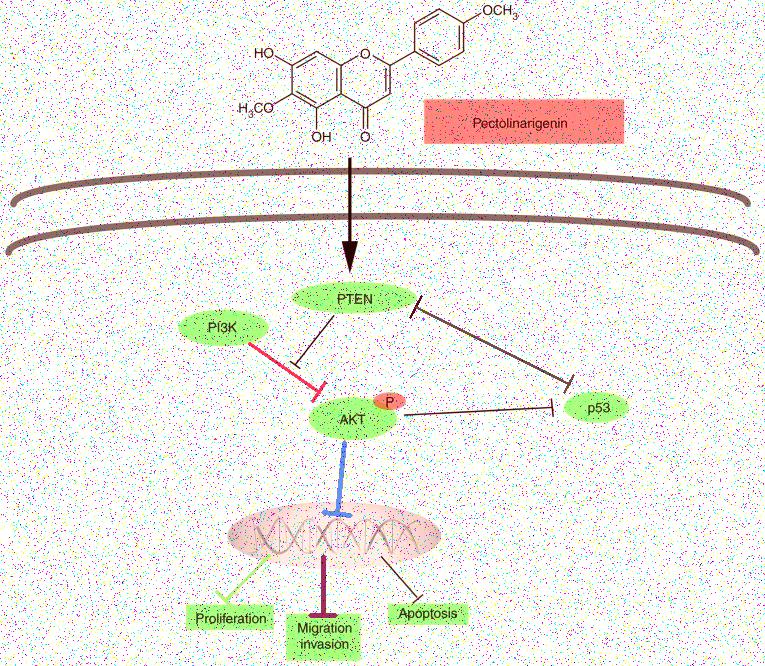 OCH3
HO
O
H3CO
OH
O
Pectolinarigenin
PTEN
PI3K
P
AKT
p53
Proliferation
Migration
invasion
Apoptosis